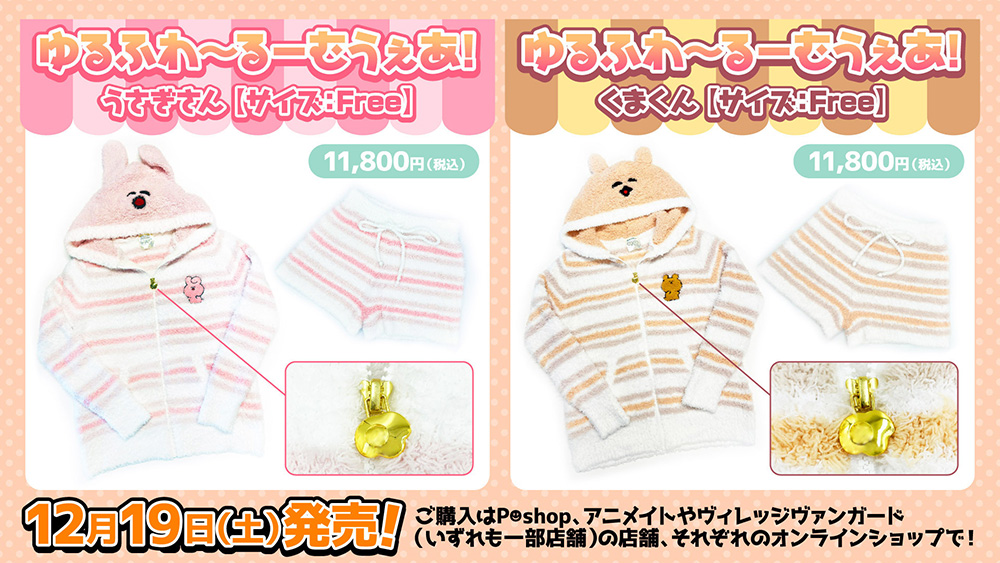 ゆるふわ～るーむうぇあ!
うさぎさん【サイズ:Free】
11,800円(税込)
ゆるふわ～るーむうぇあ!
くまくん【サイズ:Free】
11,800円(税込)
12月19日(土)発売!
ご購入はP☻shop、アニメイトやヴィレッジヴァンガード
(いずれも一部店舗)の店舗、それぞれのオンラインショップで!